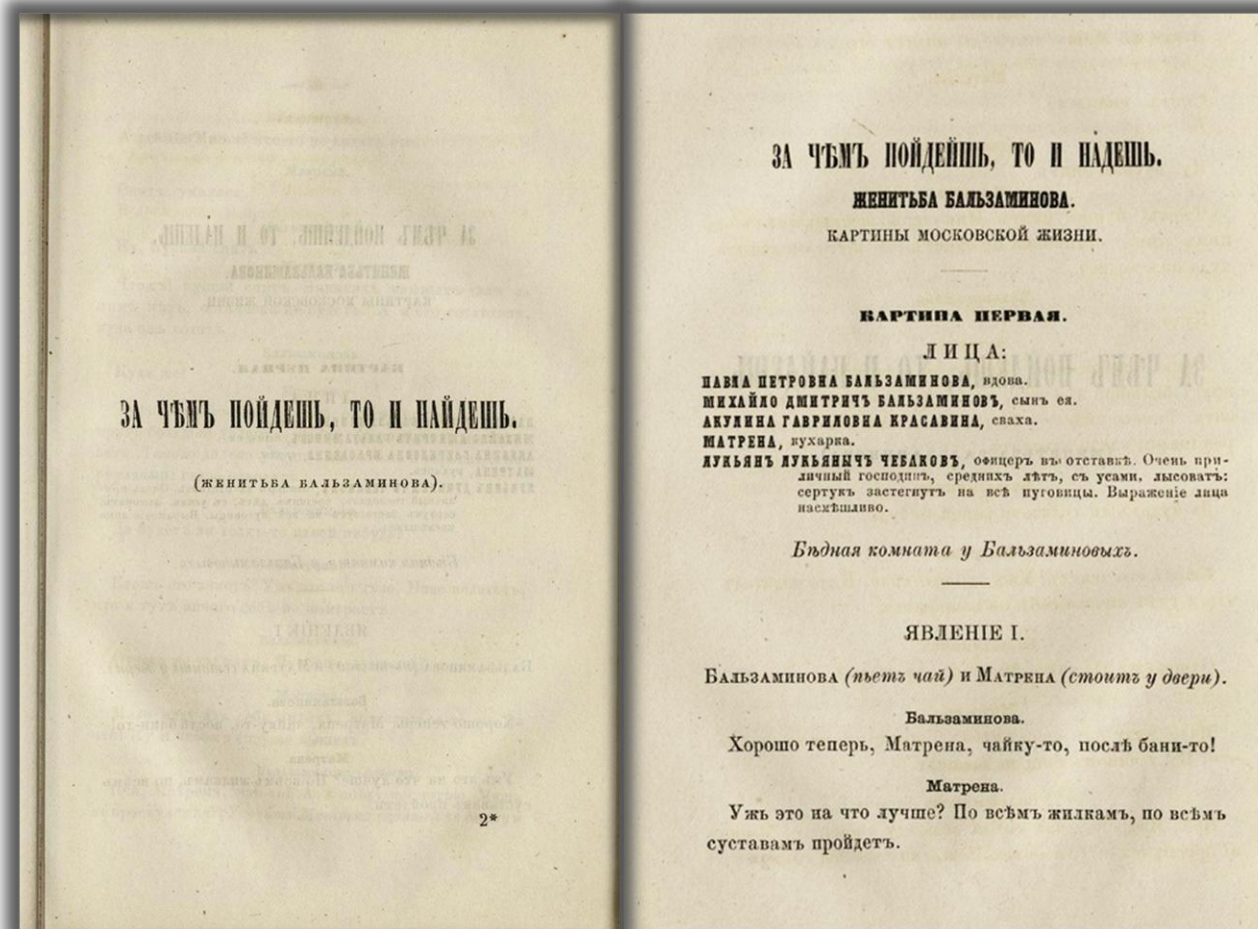 ЗА ЧѢМЪ ПОЙДЕШЬ, ТО И НАЙДЕШЬ.
(ЖЕНИТЬБА БАЛЬЗАМИНОВА).
2*
ЗА ЧѢМЪ ПОЙДЕЙШЬ, ТО И НАДЕШЬ.
ЖЕНИТЬБА БАЛЬЗАМИНОВА.
КАРТИНЫ МОСКОВСКОЙ ЖИЗНИ.
КАРТИНА ПЕРВАЯ.
ЛИЦА:
ПАВЛА ПЕТРОВНА БАЛЬЗАМИНОВА, вдова.
МИХАЙЛО ДМИТРИЧЪ БАЛЬЗАМИНОВЪ, сынъ ея.
АКУЛИНА ГАВРИЛОВНА КРАСАВИНА, сваха.
МАТРЕНА, кухарка.
ЛУКЬЯНЪ ЛУКЬЯНЫЧЪ ЧЕБАКОВЪ, офицеръ въ отставкѣ. Очень при-
личный господинъ, среднихъ лѣтъ, съ усами, лысоватъ:
сертукъ застегнутъ на всѣ пуговицы. Выраженіе лица
насмѣшливо.
Бѣдная комната у Бальзаминовыхъ.
ЯВЛЕНІЕ I.
БАЛЬЗАМИНОВА (пьетъ чай) и МАТРЕНА (стоитъ у двери).
Бальзаминова.
Хорошо теперь, Матрена, чайку-то, послѣ бани-то!
Матрена.
Ужь это на что лучше? По всѣмъ жилкамъ, по всѣмъ
суставамъ пройдетъ.